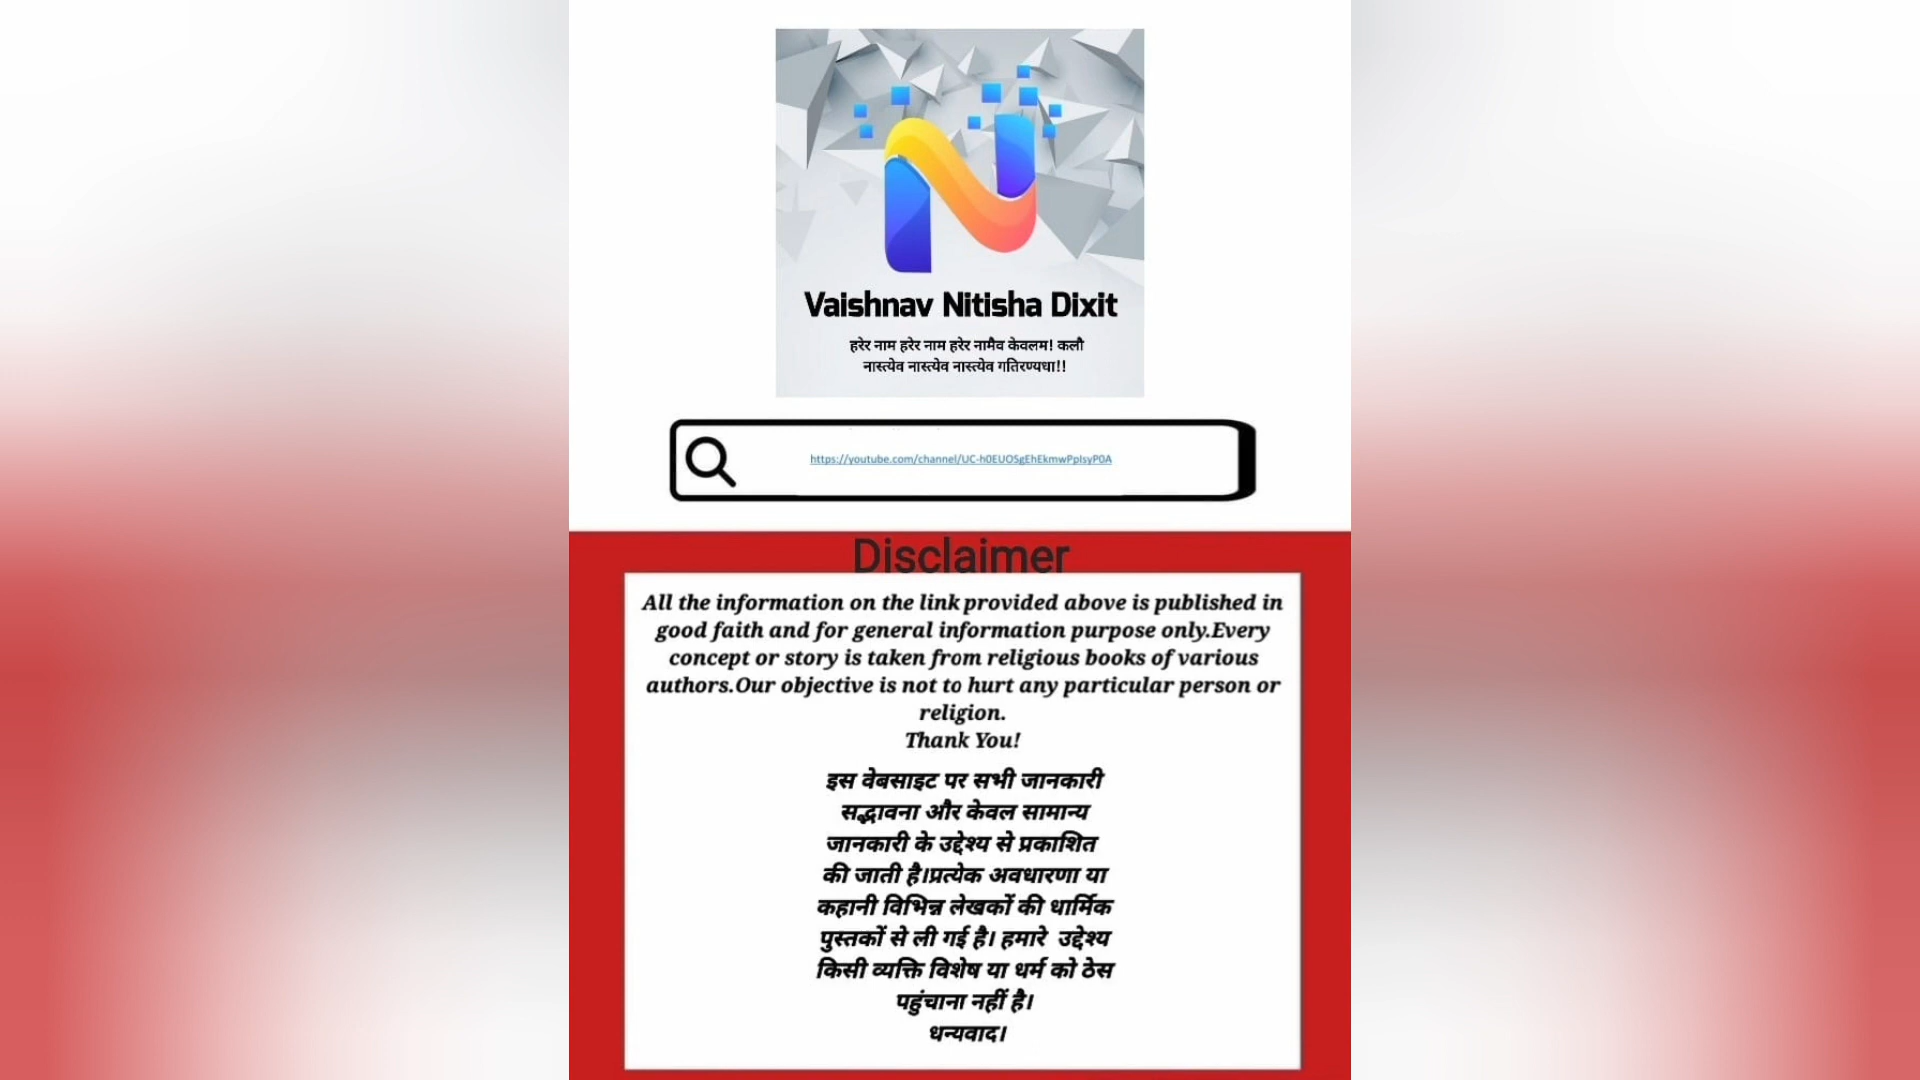 Vaishnav Nitisha Dixit
हरेर नाम हरेर नाम हरेर नामैव केवलम! कलौ
नास्त्येव नास्त्येव नास्त्येव गतिरण्यधा!!
https://youtube.com/channel/UC-h0EUOSgEhEkmwPpIsyP0A
Disclaimer
All the information on the link provided above is published in
good faith and for general information purpose only.Every
concept or story is taken from religious books of various
authors.Our objective is not to hurt any particular person or
religion.
Thank You!
इस वेबसाइट पर सभी जानकारी
सद्भावना और केवल सामान्य
जानकारी के उद्देश्य से प्रकाशित
की जाती है।प्रत्येक अवधारणा या
कहानी विभिन्न लेखकों की धार्मिक
पुस्तकों से ली गई है। हमारे उद्देश्य
किसी व्यक्ति विशेष या धर्म को ठेस
पहुंचाना नहीं है।
धन्यवाद।